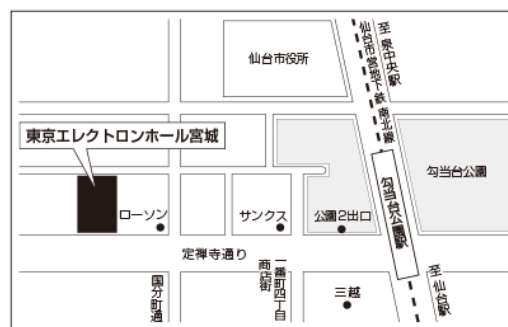 仙台市役所
至 泉中央駅
仙台市営地下鉄 南北線
東京エレクトロンホール宮城
勾当台公園
勾当台公園駅
ローソン
サンクス
公園2出口
定禅寺通り
国分町通
一番町四丁目
商店街
三越
至 仙台駅